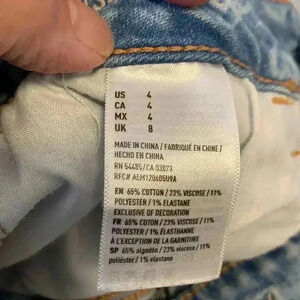 US 4
CA 4
MX 4
UK 8
MADE IN CHINA / FABRIQUÉ EN CHINE /
HECHO EN CHINA
RN 54485/CA 03873
RFC# AEM170605U9A
EN 65% COTTON / 23% VISCOSE / 11%
POLYESTER / 1% ELASTANE
EXCLUSIVE OF DECORATION
FR 65% COTON / 23% VISCOSE / 11%
POLYESTER / 1% ÉLASTHANNE
À L'EXCEPTION DE LA GARNITURE
SP 65% algodón / 23% viscosa / 11%
poliéster / 1% elastano